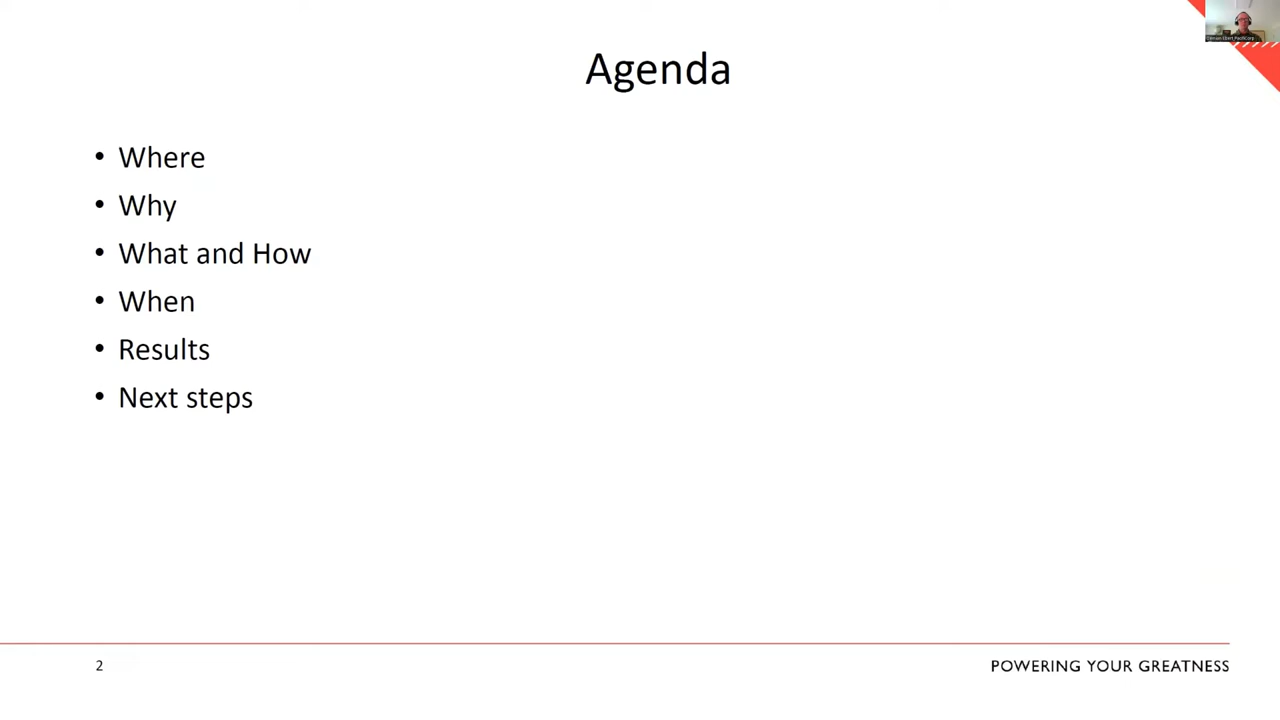 Agenda
• Where
• Why
• What and How
• When
• Results
• Next steps
2
POWERING YOUR GREATNESS